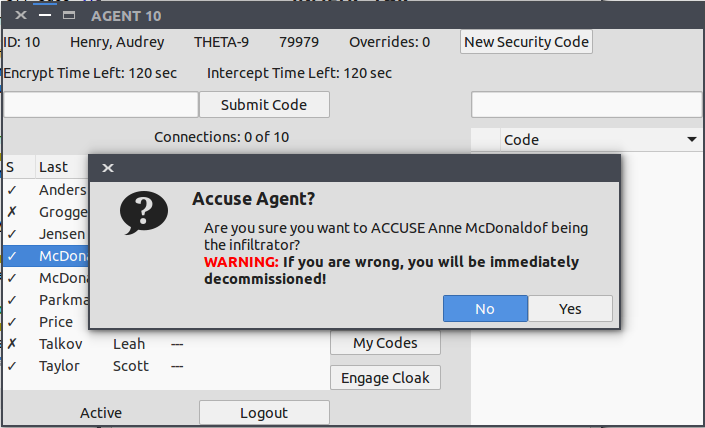 AGENT 10
ID: 10 Henry, Audrey THETA-9 79979 Overrides: 0 New Security Code
Encrypt Time Left: 120 sec Intercept Time Left: 120 sec
Submit Code
Connections: 0 of 10
Code
S Last
✓ Anders
✗ Grogge
✓ Jensen
✓ McDona
✓ McDona
✓ Parkma
✓ Price
✗ Talkov Leah ---
✓ Taylor Scott ---
Accuse Agent?
Are you sure you want to ACCUSE Anne McDonaldof being
the infiltrator?
WARNING: If you are wrong, you will be immediately
decommissioned!
No Yes
My Codes
Engage Cloak
Active Logout